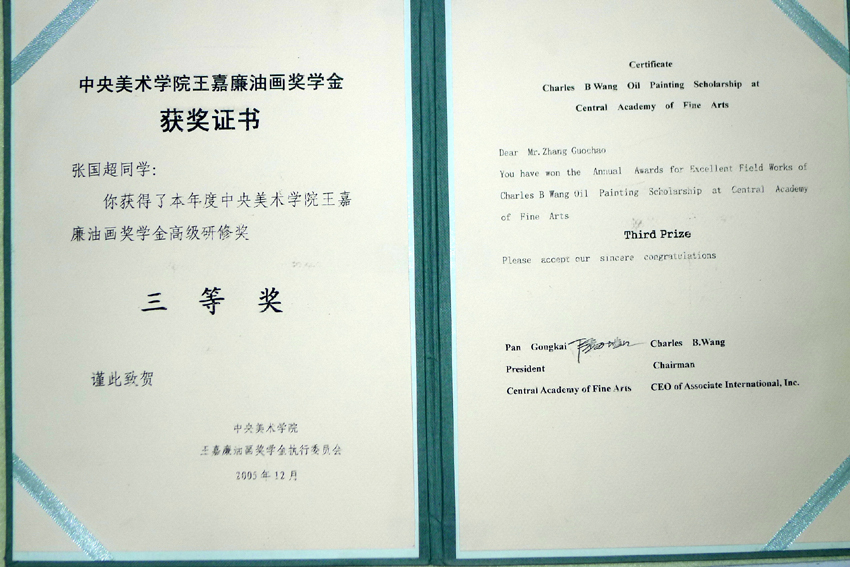 中央美术学院王嘉廉油画奖学金
获奖证书
张国超同学:
你获得了本年度中央美术学院王嘉
廉油画奖学金高级研修奖
三等奖
谨此致贺
中央美术学院
王嘉廉油画奖学金执行委员会
2005年12月
Certificate
Charles B Wang Oil Painting Scholarship at
Central Academy of Fine Arts
Dear Mr. Zhang Guochao
You have won the Annual Awards for Excellent Field Works of
Charles B Wang Oil Painting Scholarship at Central Academy
of Fine Arts
Third Prize
Please accept our sincere congratulations
Pan Gongkai Charles B.Wang
President Chairman
Central Academy of Fine Arts CEO of Associate International, Inc.